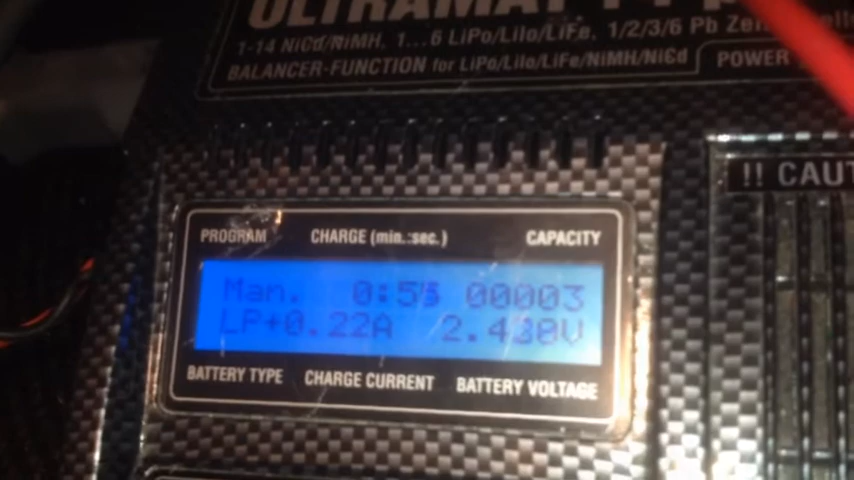 ULTRAMAT
1-14 NiCd/NiMH, 1...6 LiPo/LiIo/LiFe, 1/2/3/6 Pb
BALANCER-FUNCTION for LiPo/LiIo/LiFe/NiMH/NiCd
POWER
!! CAUT
PROGRAM CHARGE (min.:sec.) CAPACITY
Man. 00003
LP+0.22A
BATTERY TYPE CHARGE CURRENT BATTERY VOLTAGE